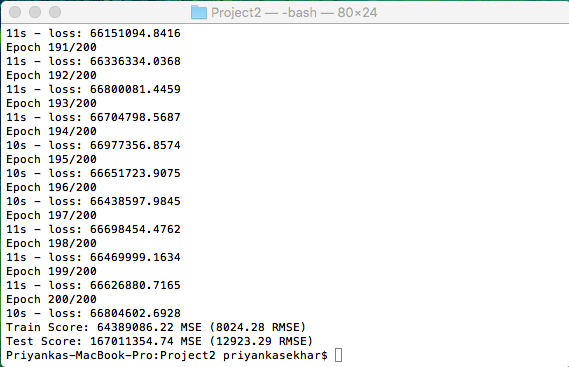 Project2 — -bash — 80×24
11s - loss: 66151094.8416
Epoch 191/200
11s - loss: 66336334.0368
Epoch 192/200
11s - loss: 66800081.4459
Epoch 193/200
11s - loss: 66704798.5687
Epoch 194/200
10s - loss: 66977356.8574
Epoch 195/200
10s - loss: 66651723.9075
Epoch 196/200
10s - loss: 66438597.9845
Epoch 197/200
11s - loss: 66698454.4762
Epoch 198/200
11s - loss: 66469999.1634
Epoch 199/200
11s - loss: 66626880.7165
Epoch 200/200
10s - loss: 66804602.6928
Train Score: 64389086.22 MSE (8024.28 RMSE)
Test Score: 167011354.74 MSE (12923.29 RMSE)
Priyankas-MacBook-Pro:Project2 priyankasekhar$